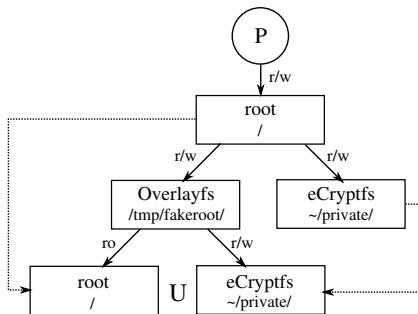 P
r/w
root
/
r/w
r/w
Overlayfs
/tmp/fakeroot/
eCryptfs
~/private/
ro
r/w
root
/
U
eCryptfs
~/private/